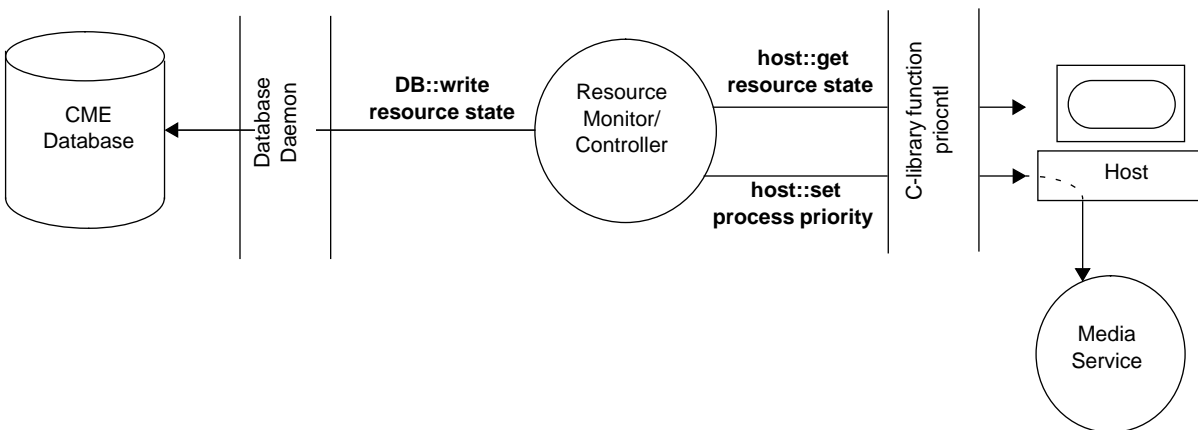 CME
Database
Database
Daemon
DB::write
resource state
Resource
Monitor/
Controller
host::get
resource state
host::set
process priority
C-library function
priocntl
Host
Media
Service